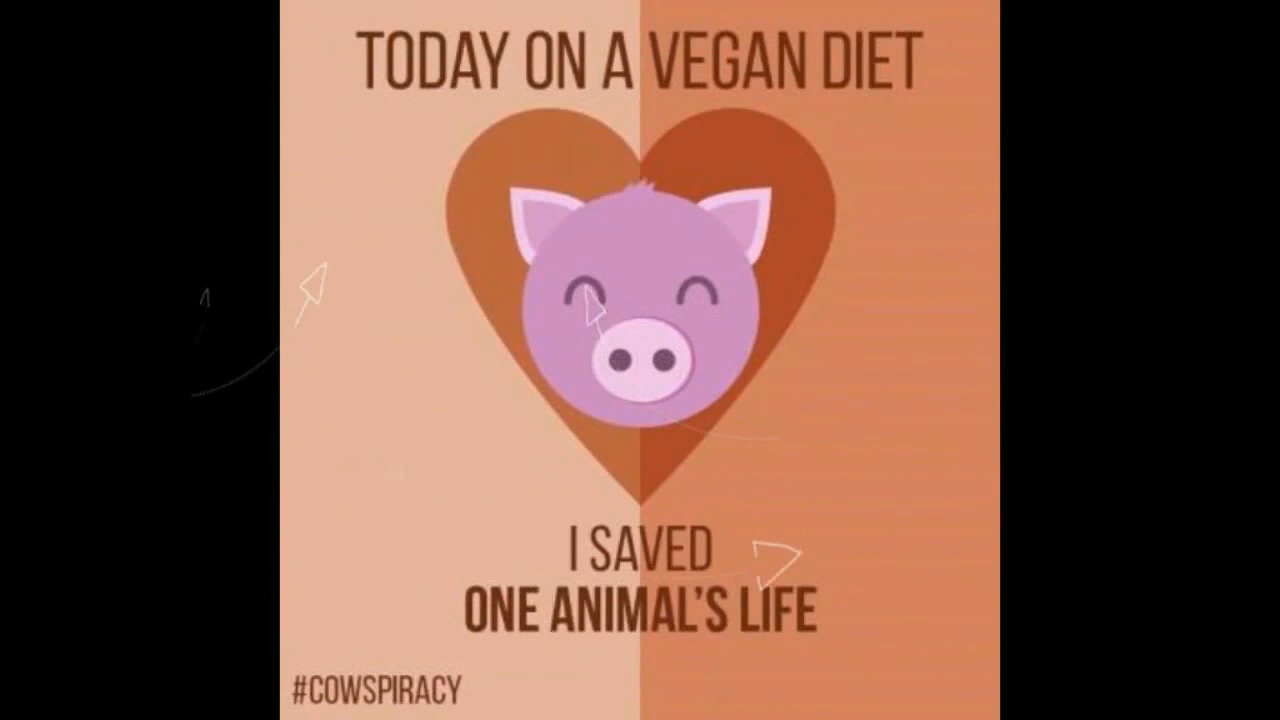 TODAY ON A VEGAN DIET
I SAVED
ONE ANIMAL'S LIFE
#COWSPIRACY